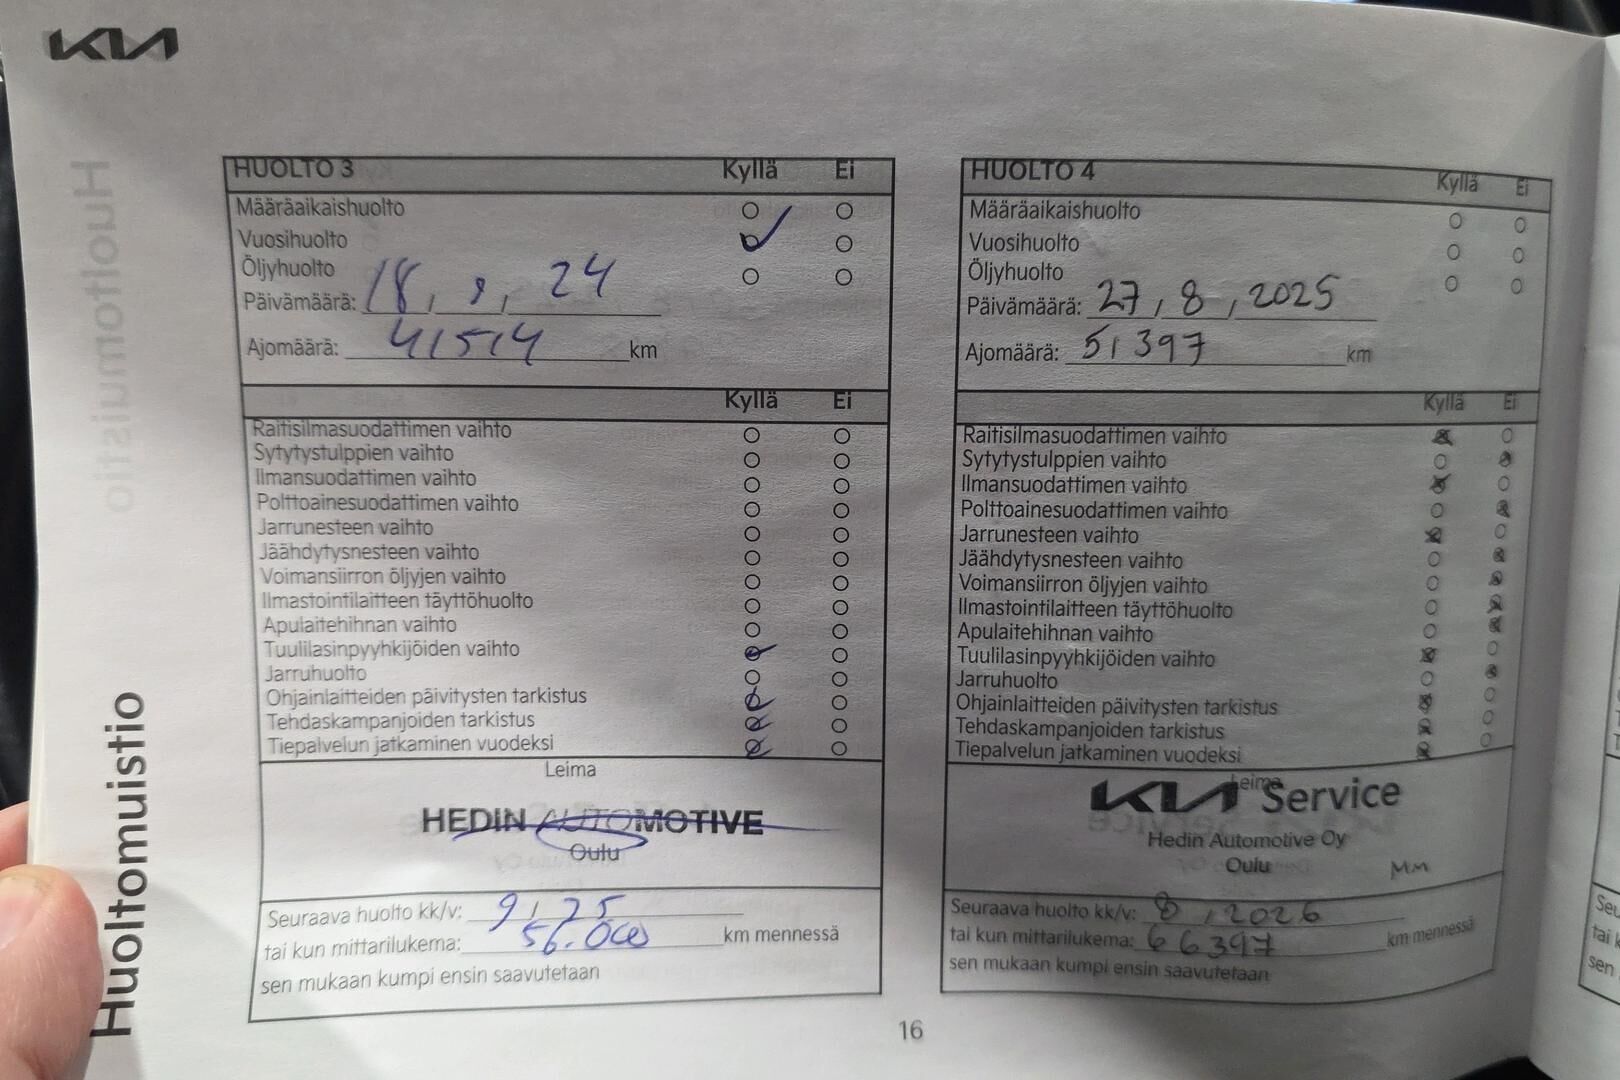 KIA
Huoltomuistio
HUOLTO 3 Kyllä Ei
Määräaikaishuolto
Vuosihuolto
Öljyhuolto
Päivämäärä: 18, 9, 24
Ajomäärä: 41514 km
Kyllä Ei
Raitisilmasuodattimen vaihto
Sytytystulppien vaihto
Ilmansuodattimen vaihto
Polttoainesuodattimen vaihto
Jarrunesteen vaihto
Jäähdytysnesteen vaihto
Voimansiirron öljyjen vaihto
Ilmastointilaitteen täyttöhuolto
Apulaitehihnan vaihto
Tuulilasinpyyhkijöiden vaihto
Jarruhuolto
Ohjainlaitteiden päivitysten tarkistus
Tehdaskampanjoiden tarkistus
Tiepalvelun jatkaminen vuodeksi
Leima
HEDIN AUTOMOTIVE
Oulu
Seuraava huolto kk/v: 9, 25
tai kun mittarilukema: 56.000 km mennessä
sen mukaan kumpi ensin saavutetaan
HUOLTO 4 Kyllä Ei
Määräaikaishuolto
Vuosihuolto
Öljyhuolto
Päivämäärä: 27, 8, 2025
Ajomäärä: 51397 km
Kyllä Ei
Raitisilmasuodattimen vaihto
Sytytystulppien vaihto
Ilmansuodattimen vaihto
Polttoainesuodattimen vaihto
Jarrunesteen vaihto
Jäähdytysnesteen vaihto
Voimansiirron öljyjen vaihto
Ilmastointilaitteen täyttöhuolto
Apulaitehihnan vaihto
Tuulilasinpyyhkijöiden vaihto
Jarruhuolto
Ohjainlaitteiden päivitysten tarkistus
Tehdaskampanjoiden tarkistus
Tiepalvelun jatkaminen vuodeksi
Leima
KIA Service
Hedin Automotive Oy
Oulu MM
Seuraava huolto kk/v: 8, 2026
tai kun mittarilukema: 66397 km mennessä
sen mukaan kumpi ensin saavutetaan
16